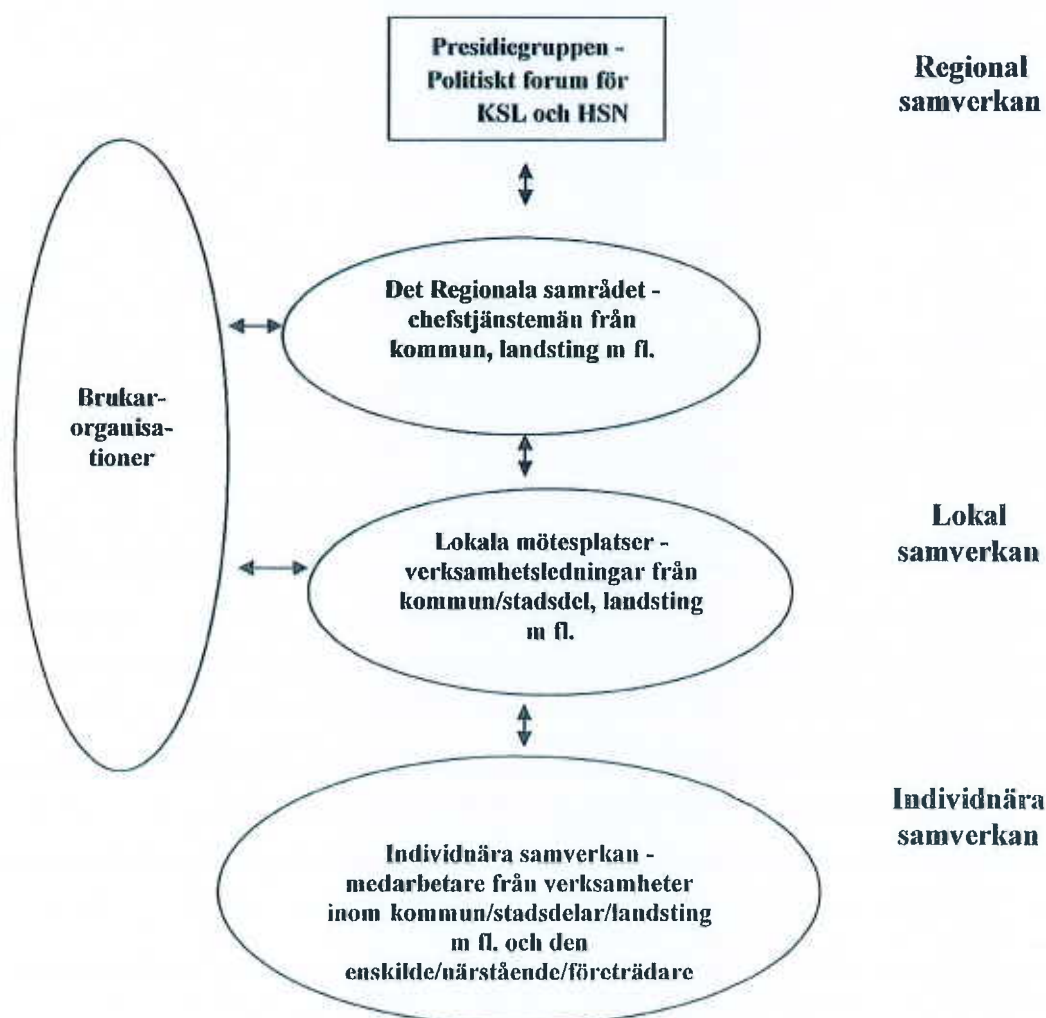 Presidiegruppen -
Politiskt forum för
KSL och HSN
Regional
samverkan
Det Regionala samrådet -
chefstjänstemän från
kommun, landsting m fl.
Brukar-
organisa-
tioner
Lokala mötesplatser -
verksamhetsledningar från
kommun/stadsdel, landsting
m fl.
Lokal
samverkan
Individnära samverkan -
medarbetare från verksamheter
inom kommun/stadsdelar/landsting
m fl. och den
enskilde/närstående/företrädare
Individnära
samverkan